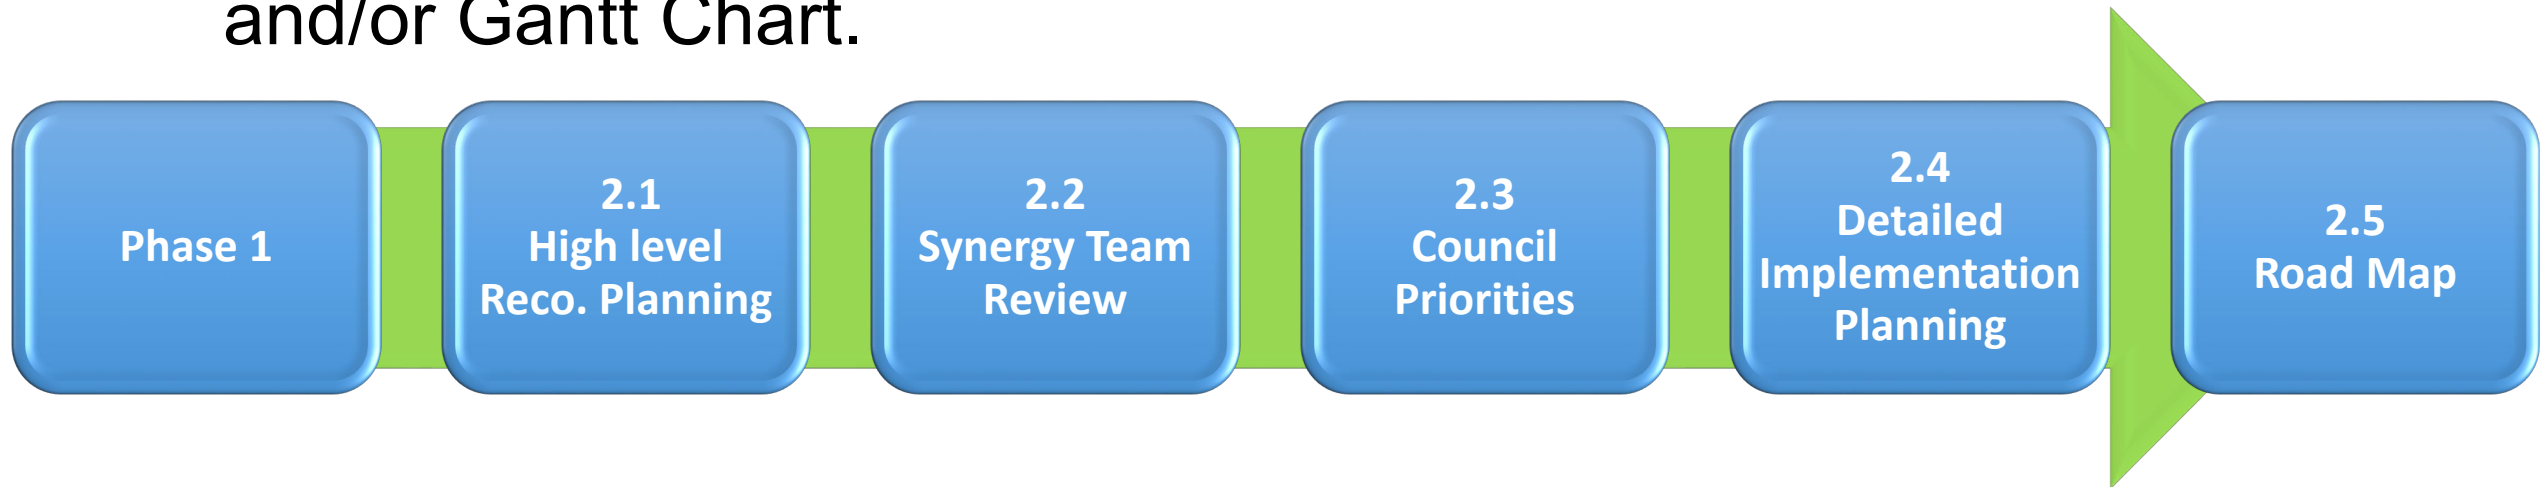 and/or Gantt Chart.
Phase 1
2.1
High level
Reco. Planning
2.2
Synergy Team
Review
2.3
Council
Priorities
2.4
Detailed
Implementation
Planning
2.5
Road Map